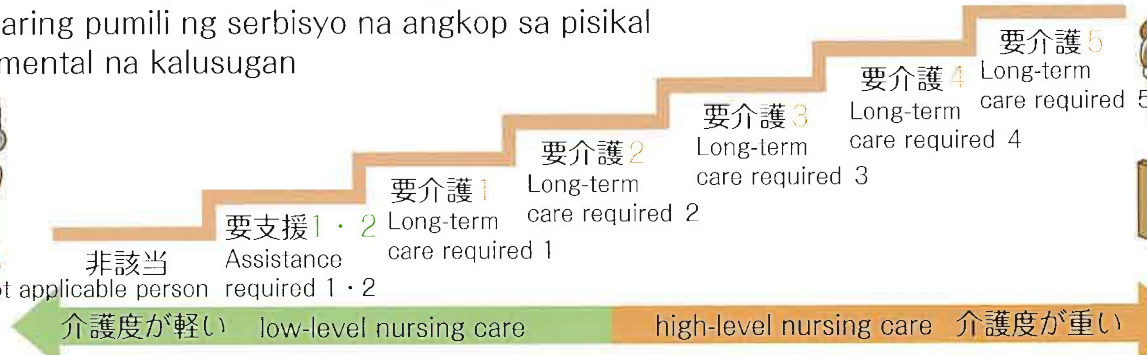 pumili ng serbisyo na angkop sa pisikal
mental na kalusugan
非該当
applicable person
要支援1・2
Assistance
required 1・2
要介護1
Long-term
care required 1
要介護2
Long-term
care required 2
要介護3
Long-term
care required 3
要介護4
Long-term
care required 4
要介護5
Long-term
care required 5
介護度が軽い low-level nursing care
high-level nursing care 介護度が重い